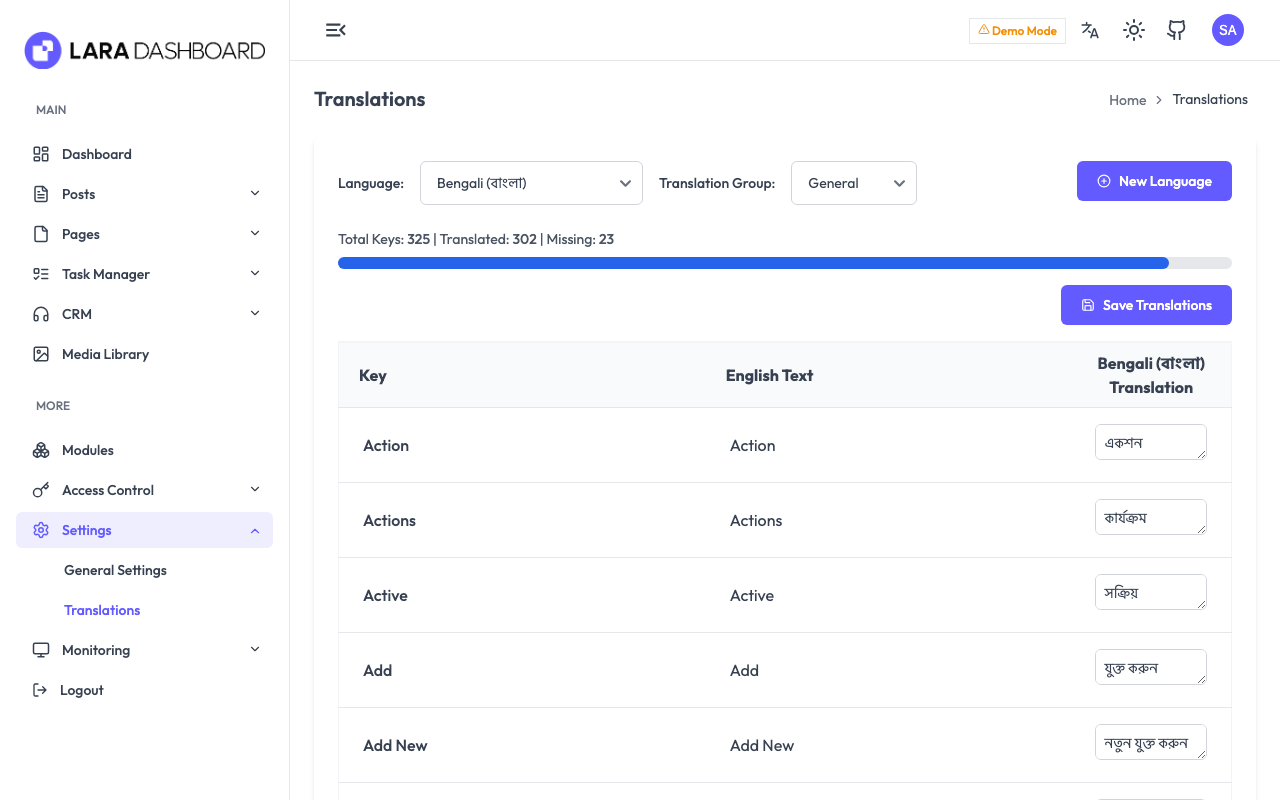 LARA DASHBOARD
Demo Mode
SA
MAIN
Dashboard
Posts
Pages
Task Manager
CRM
Media Library
MORE
Modules
Access Control
Settings
General Settings
Translations
Monitoring
Logout
Translations
Home > Translations
Language: Bengali (বাংলা) Translation Group: General New Language
Total Keys: 325 | Translated: 302 | Missing: 23
Save Translations
Key English Text Bengali (বাংলা) Translation
Action Action একশন
Actions Actions কার্যক্রম
Active Active সক্রিয়
Add Add যুক্ত করুন
Add New Add New নতুন যুক্ত করুন